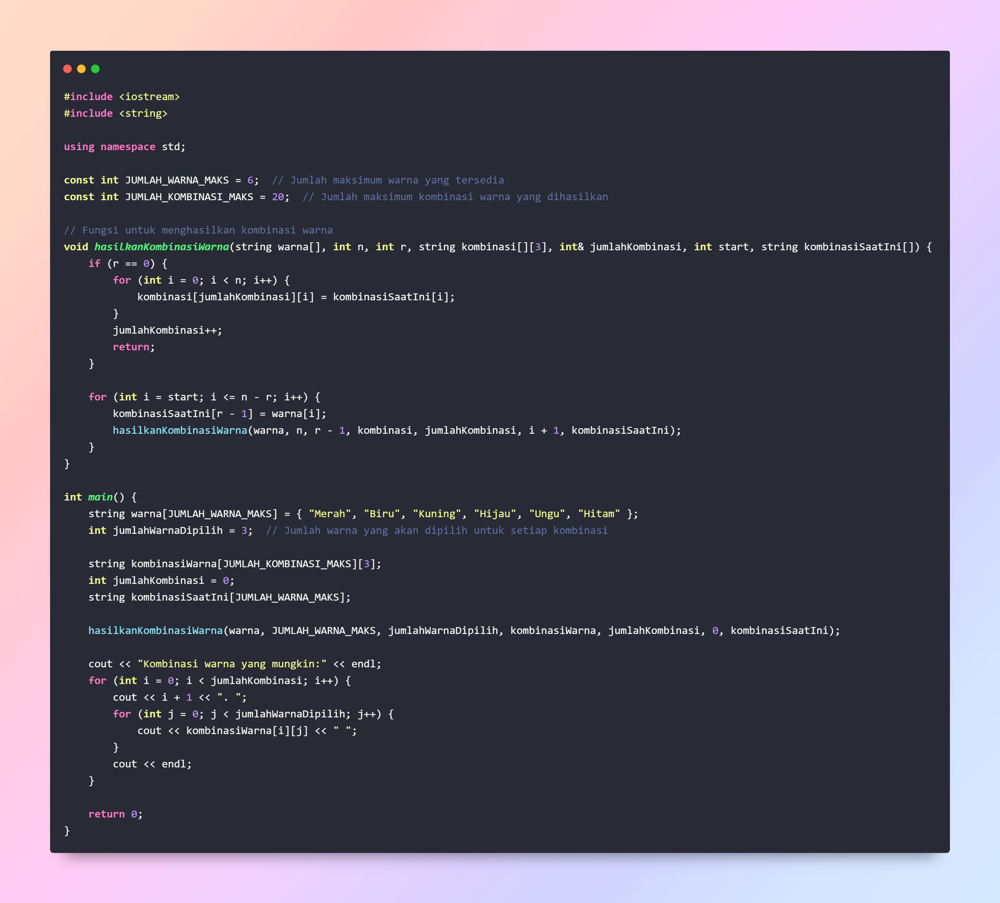 #include <iostream>
#include <string>

using namespace std;

const int JUMLAH_WARNA_MAKS = 6;  // Jumlah maksimum warna yang tersedia
const int JUMLAH_KOMBINASI_MAKS = 20;  // Jumlah maksimum kombinasi warna yang dihasilkan

// Fungsi untuk menghasilkan kombinasi warna
void hasilkanKombinasiWarna(string warna[], int n, int r, string kombinasi[][3], int& jumlahKombinasi, int start, string kombinasiSaatIni[]) {
    if (r == 0) {
        for (int i = 0; i < n; i++) {
            kombinasi[jumlahKombinasi][i] = kombinasiSaatIni[i];
        }
        jumlahKombinasi++;
        return;
    }

    for (int i = start; i <= n - r; i++) {
        kombinasiSaatIni[r - 1] = warna[i];
        hasilkanKombinasiWarna(warna, n, r - 1, kombinasi, jumlahKombinasi, i + 1, kombinasiSaatIni);
    }
}

int main() {
    string warna[JUMLAH_WARNA_MAKS] = { "Merah", "Biru", "Kuning", "Hijau", "Ungu", "Hitam" };
    int jumlahWarnaDipilih = 3;  // Jumlah warna yang akan dipilih untuk setiap kombinasi

    string kombinasiWarna[JUMLAH_KOMBINASI_MAKS][3];
    int jumlahKombinasi = 0;
    string kombinasiSaatIni[JUMLAH_WARNA_MAKS];

    hasilkanKombinasiWarna(warna, JUMLAH_WARNA_MAKS, jumlahWarnaDipilih, kombinasiWarna, jumlahKombinasi, 0, kombinasiSaatIni);

    cout << "Kombinasi warna yang mungkin:" << endl;
    for (int i = 0; i < jumlahKombinasi; i++) {
        cout << i + 1 << ". ";
        for (int j = 0; j < jumlahWarnaDipilih; j++) {
            cout << kombinasiWarna[i][j] << " ";
        }
        cout << endl;
    }

    return 0;
}